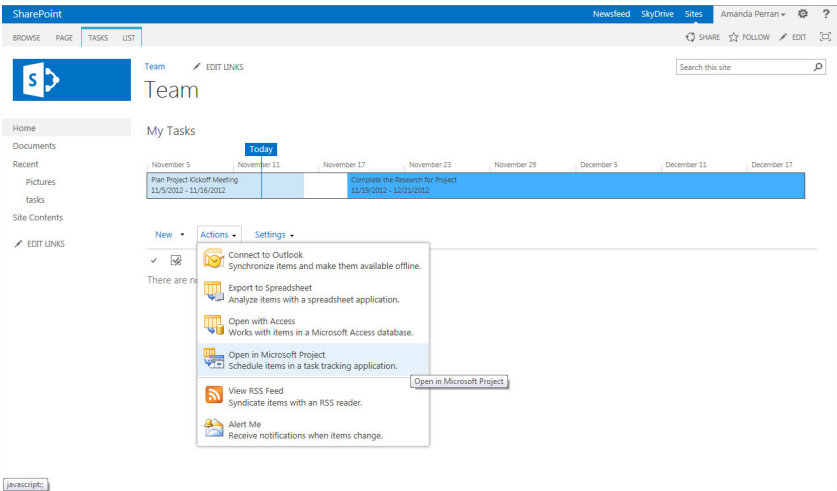 SharePoint
Newsfeed SkyDrive Sites Amanda Perran ?
BROWSE PAGE TASKS LIST
SHARE FOLLOW EDIT
S
Team EDIT LINKS
Search this site
Team
Home
Documents
Recent
Pictures
tasks
Site Contents
EDIT LINKS
My Tasks
Today
November 5 November 11 November 17 November 23 November 29 December 5 December 11 December 17
Plan Project Kickoff Meeting
11/5/2012 - 11/16/2012
Complete the Research for Project
11/19/2012 - 12/21/2012
New Actions Settings
There are
Connect to Outlook
Synchronize items and make them available offline.
Export to Spreadsheet
Analyze items with a spreadsheet application.
Open with Access
Works with items in a Microsoft Access database.
Open in Microsoft Project
Schedule items in a task tracking application.
Open in Microsoft Project
View RSS Feed
Syndicate items with an RSS reader.
Alert Me
Receive notifications when items change.
javascript:;